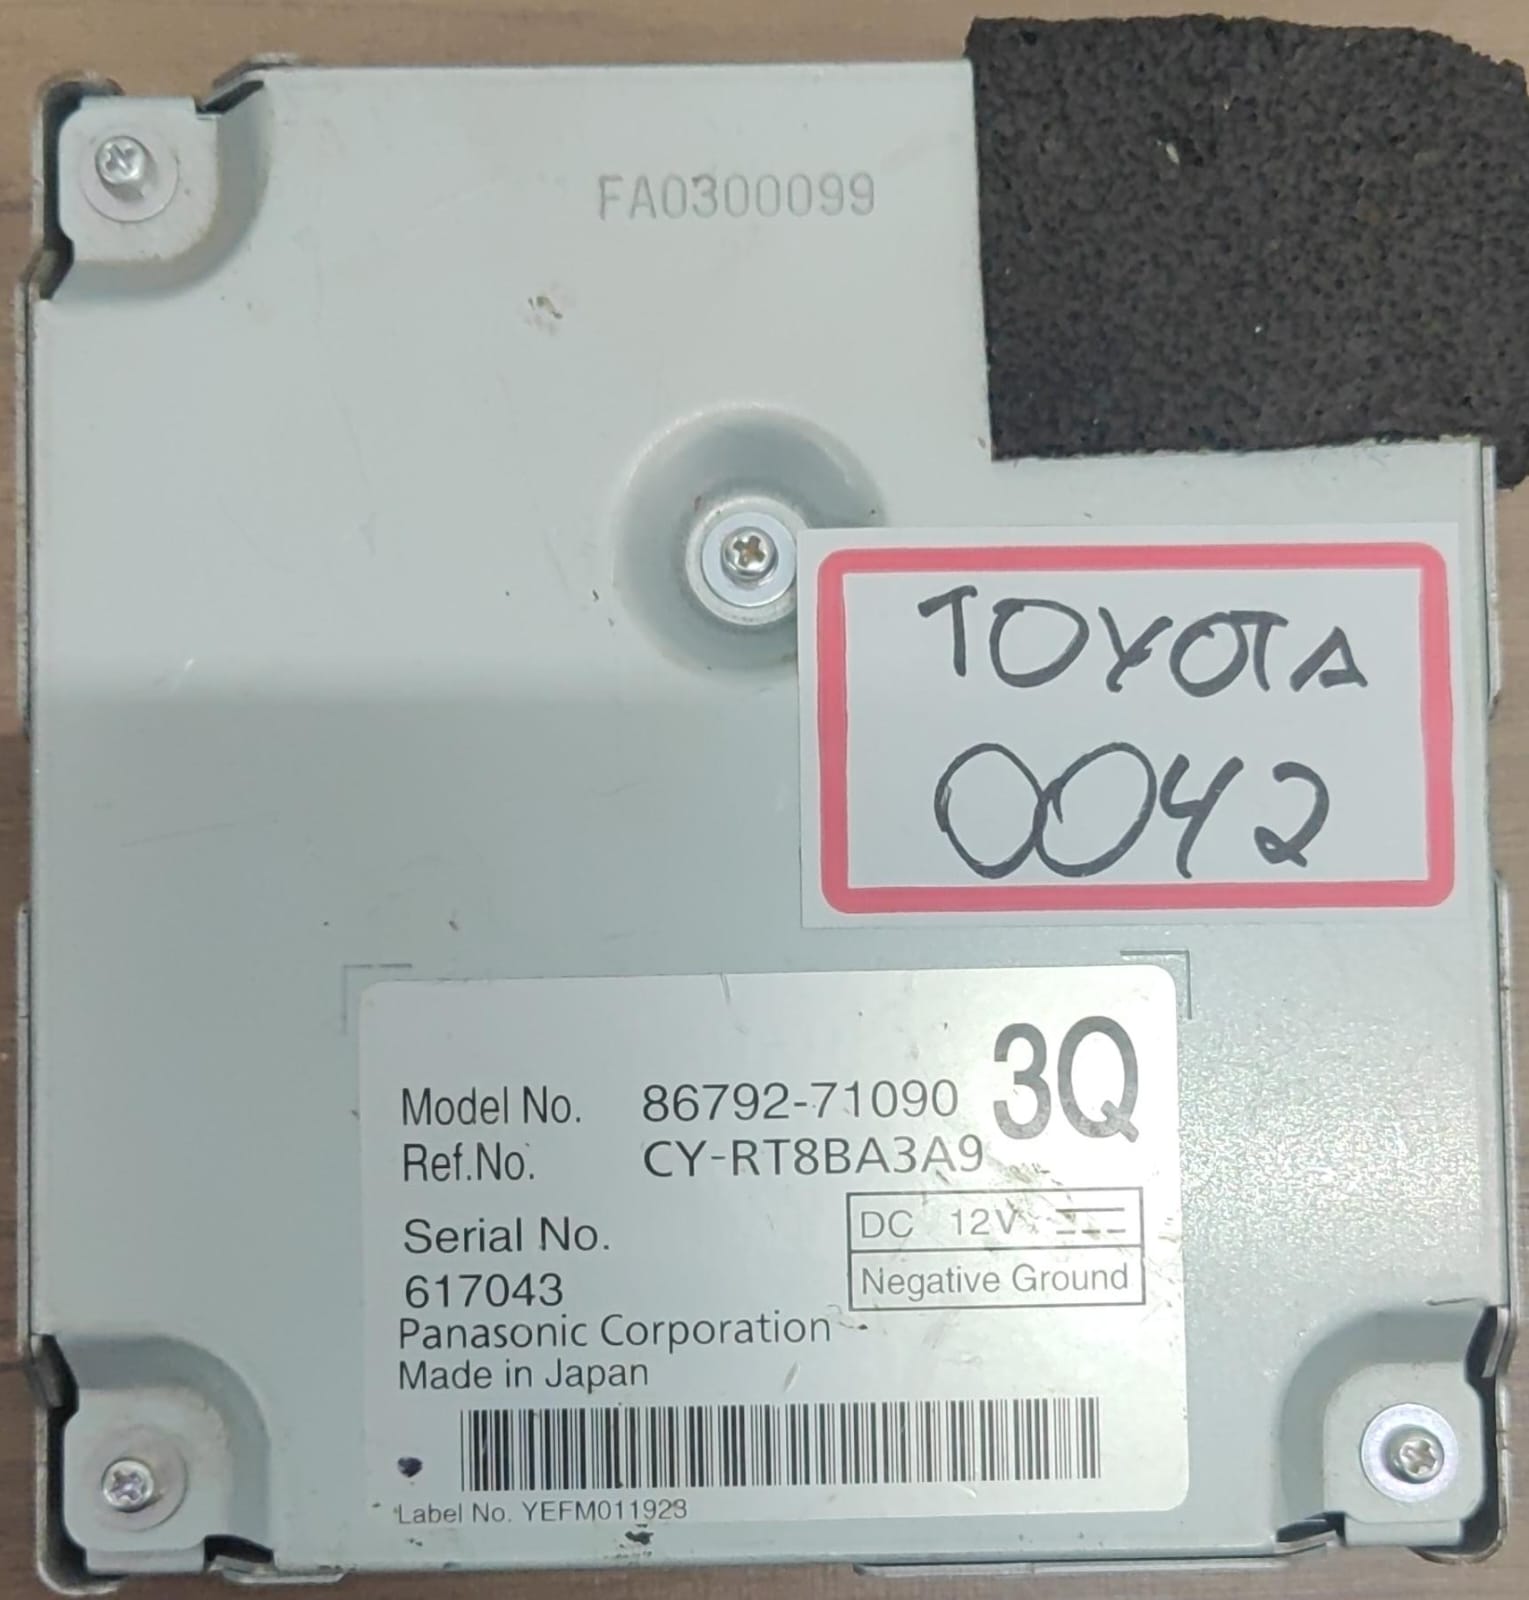 FA0300099
TOYOTA
0042
3Q
Model No. 86792-71090
Ref.No. CY-RT8BA3A9
Serial No.
617043
DC 12V
Negative Ground
Panasonic Corporation
Made in Japan
Label No. YEFM011923